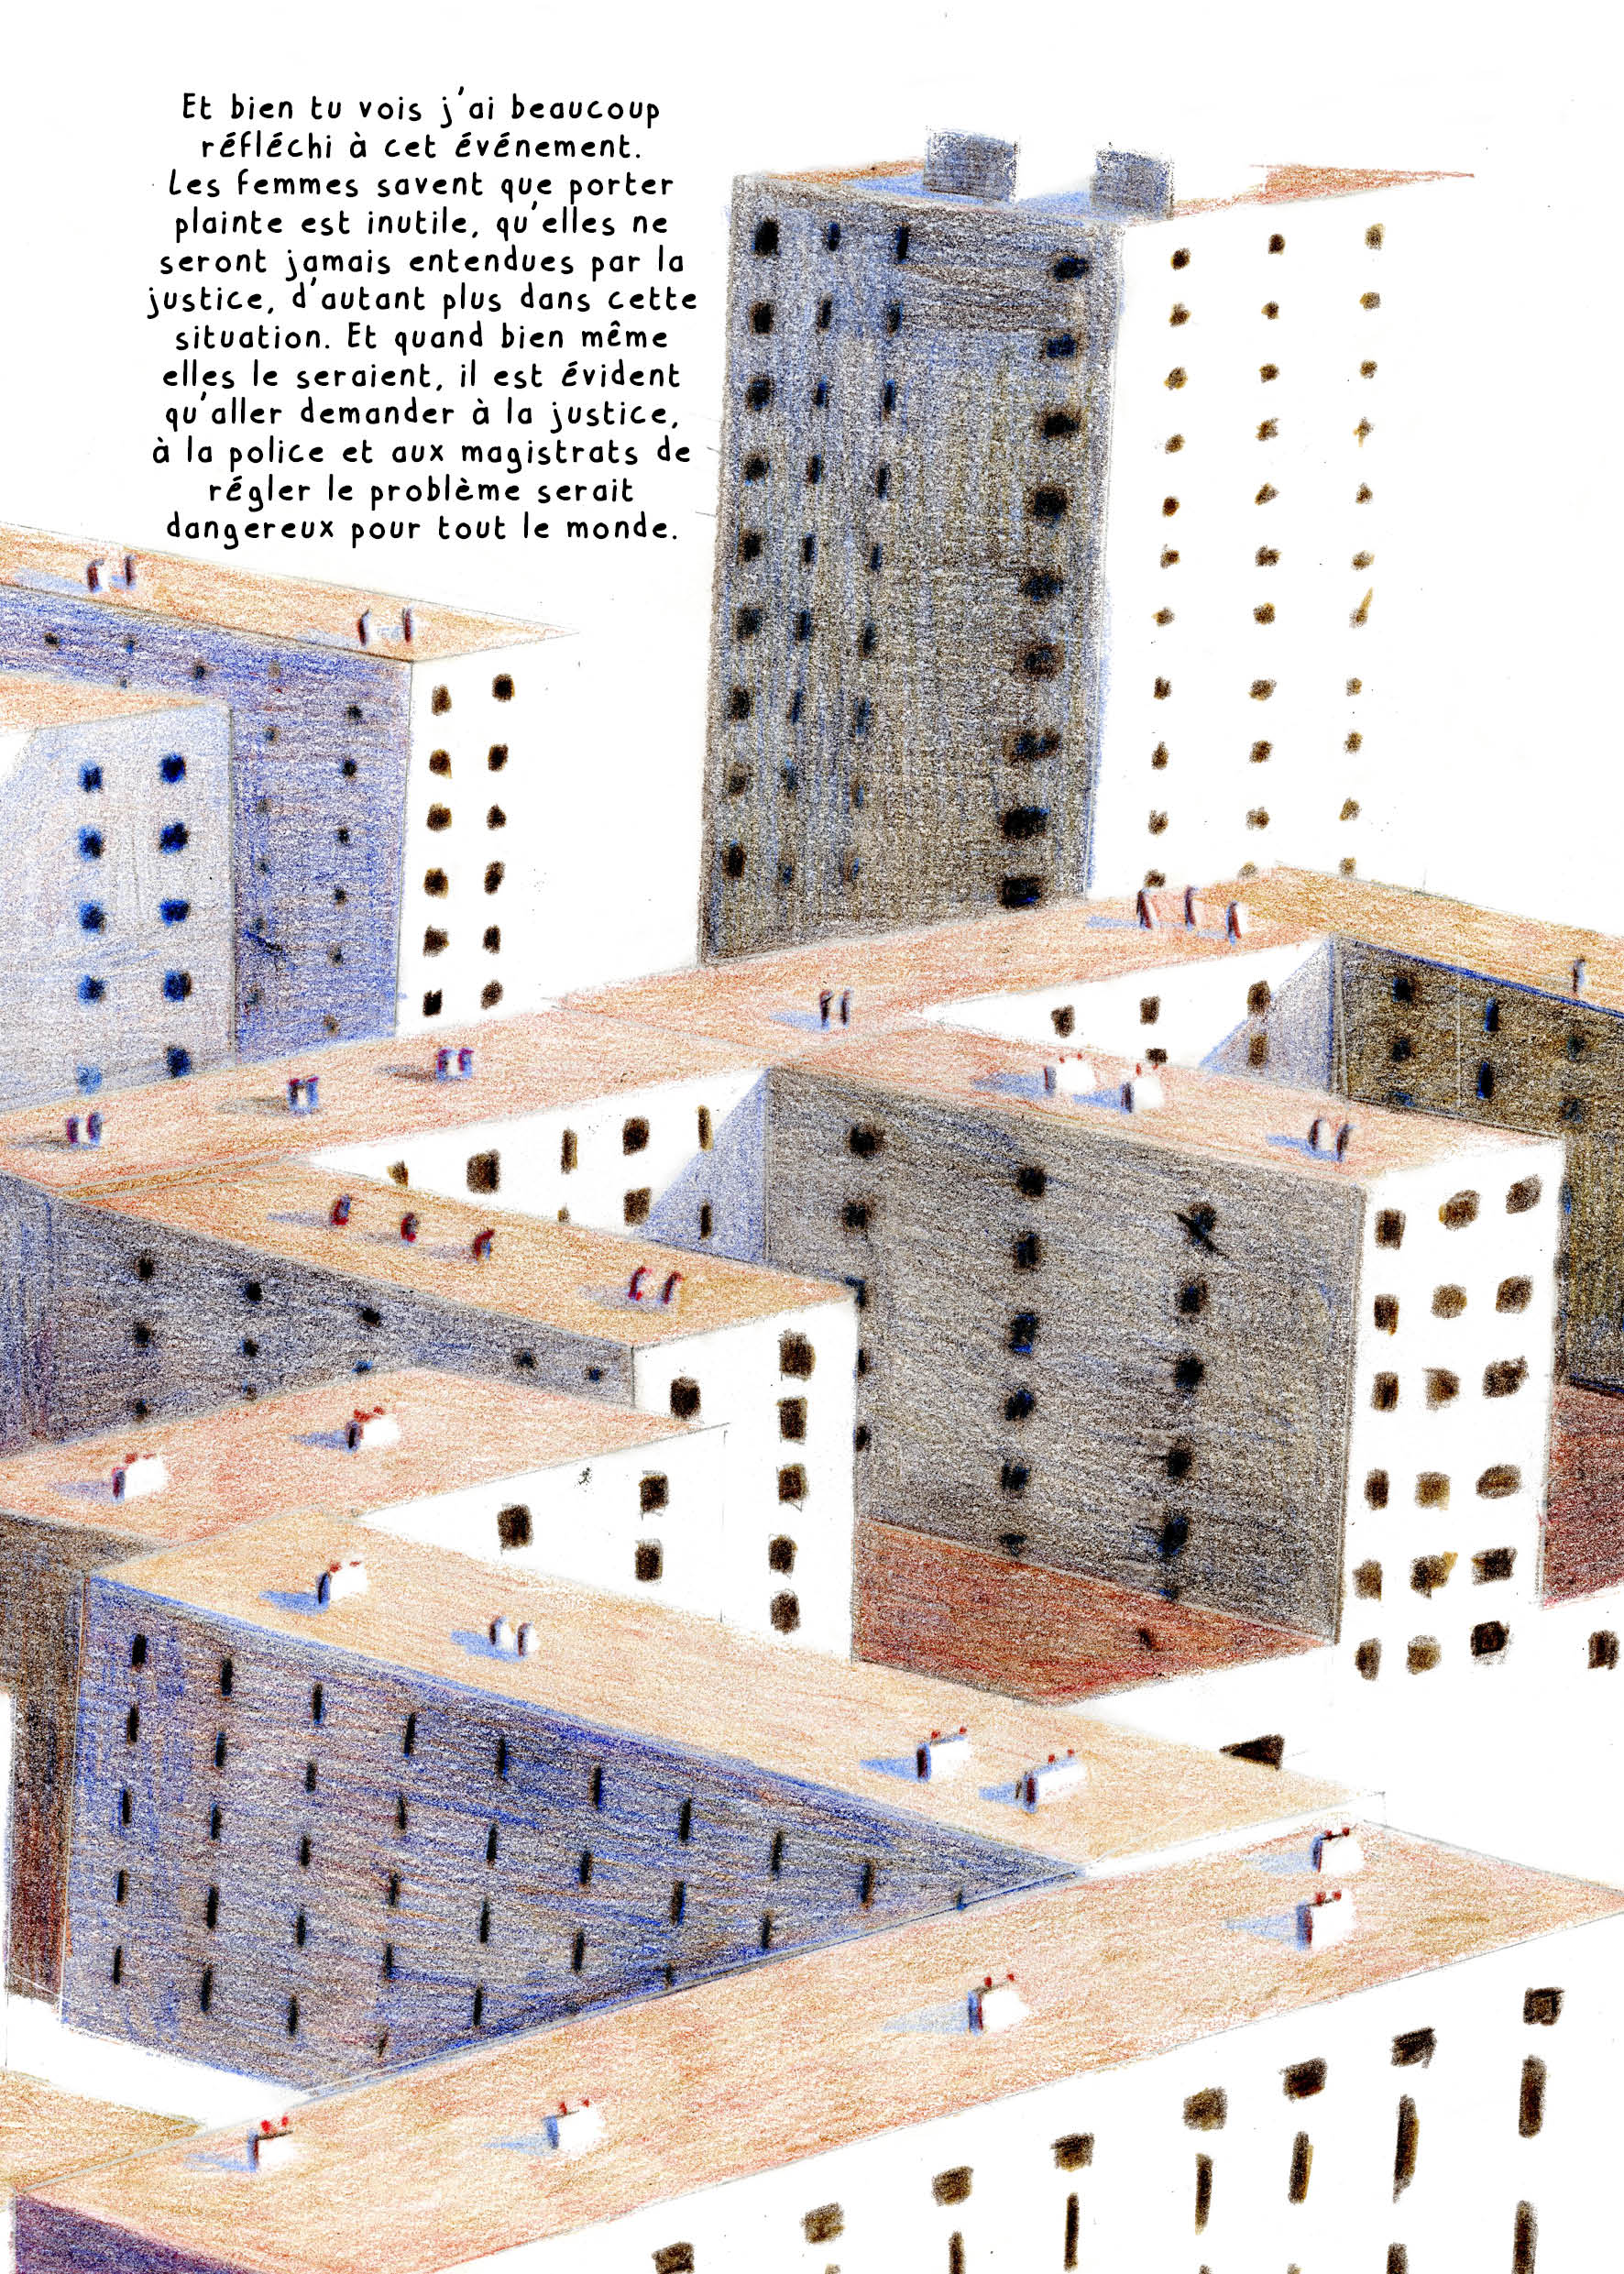 Et bien tu vois j'ai beaucoup
réfléchi à cet événement.
Les femmes savent que porter
plainte est inutile, qu'elles ne
seront jamais entendues par la
justice, d'autant plus dans cette
situation. Et quand bien même
elles le seraient, il est évident
qu'aller demander à la justice,
à la police et aux magistrats de
régler le problème serait
dangereux pour tout le monde.